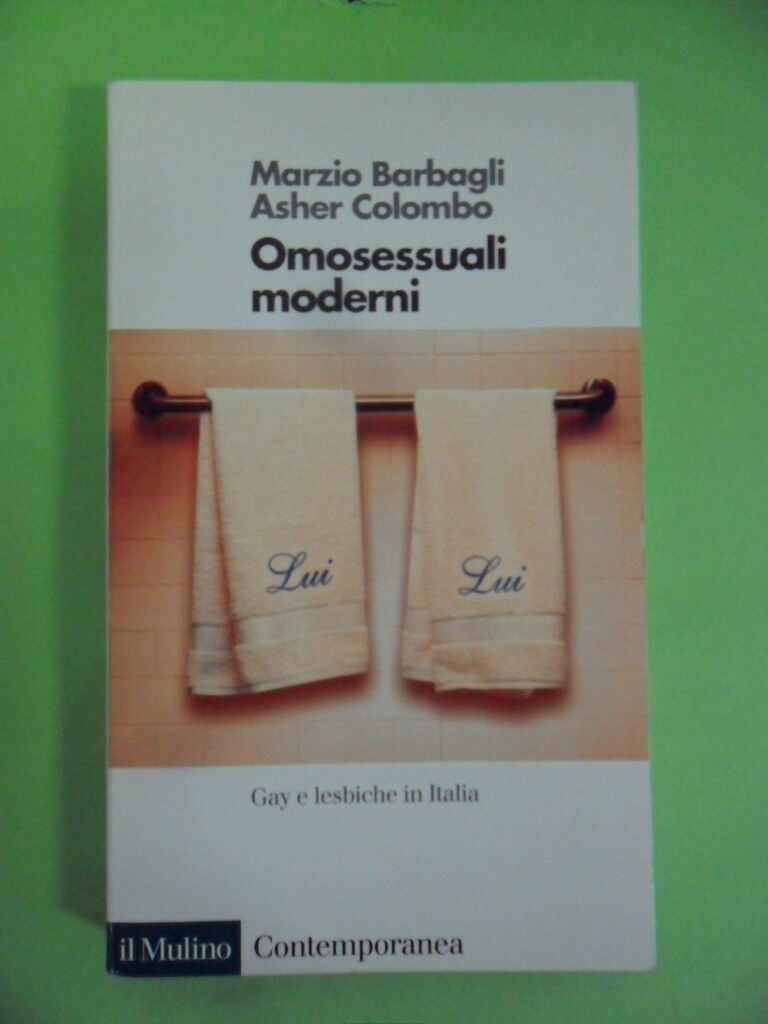 Marzio Barbagli
Asher Colombo
Omosessuali
moderni
Lui
Lui
Gay e lesbiche in Italia
il Mulino
Contemporanea